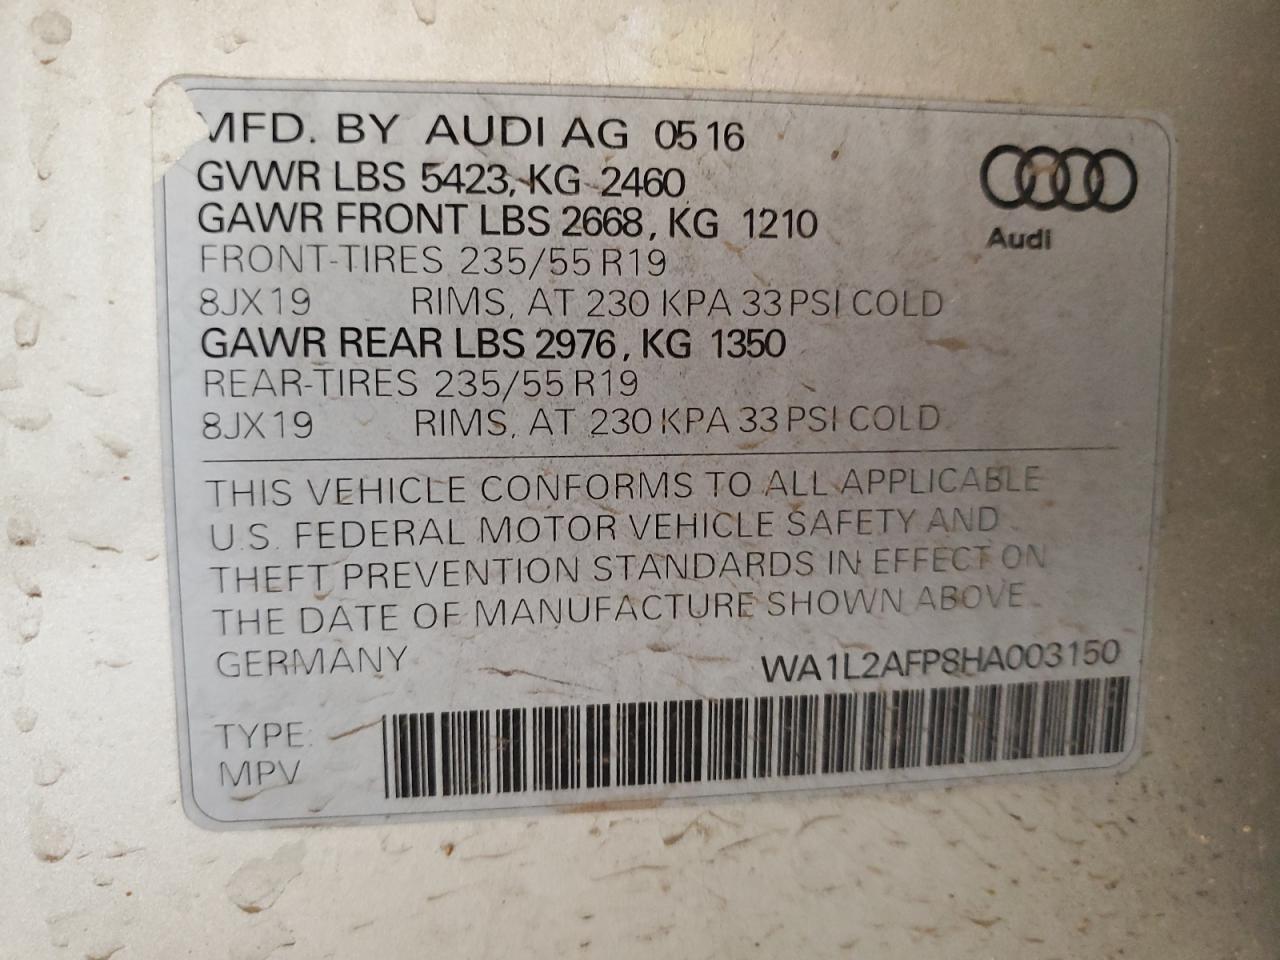 MFD. BY AUDI AG 05 16
GVWR LBS 5423, KG 2460
GAWR FRONT LBS 2668, KG 1210
FRONT-TIRES 235/55 R19
8JX19 RIMS, AT 230 KPA 33 PSI COLD
GAWR REAR LBS 2976, KG 1350
REAR-TIRES 235/55 R19
8JX19 RIMS, AT 230 KPA 33 PSI COLD
Audi
THIS VEHICLE CONFORMS TO ALL APPLICABLE
U.S. FEDERAL MOTOR VEHICLE SAFETY AND
THEFT PREVENTION STANDARDS IN EFFECT ON
THE DATE OF MANUFACTURE SHOWN ABOVE
GERMANY WA1L2AFP8HA003150
TYPE:
MPV